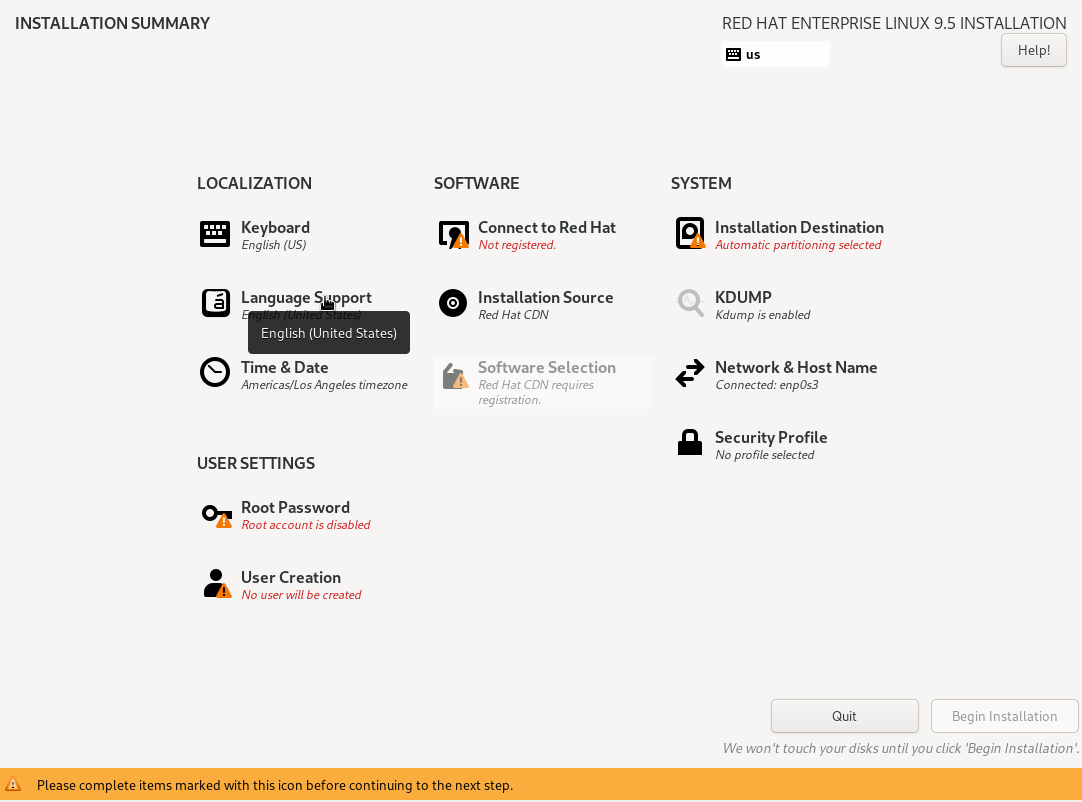 INSTALLATION SUMMARY
RED HAT ENTERPRISE LINUX 9.5 INSTALLATION
us
Help!
LOCALIZATION
Keyboard
English (US)
Language Support
English (United States)
English (United States)
Time & Date
Americas/Los Angeles timezone
SOFTWARE
Connect to Red Hat
Not registered.
Installation Source
Red Hat CDN
Software Selection
Red Hat CDN requires
registration.
SYSTEM
Installation Destination
Automatic partitioning selected
KDUMP
Kdump is enabled
Network & Host Name
Connected: enp0s3
Security Profile
No profile selected
USER SETTINGS
Root Password
Root account is disabled
User Creation
No user will be created
Quit
Begin Installation
We won't touch your disks until you click 'Begin Installation'.
Please complete items marked with this icon before continuing to the next step.